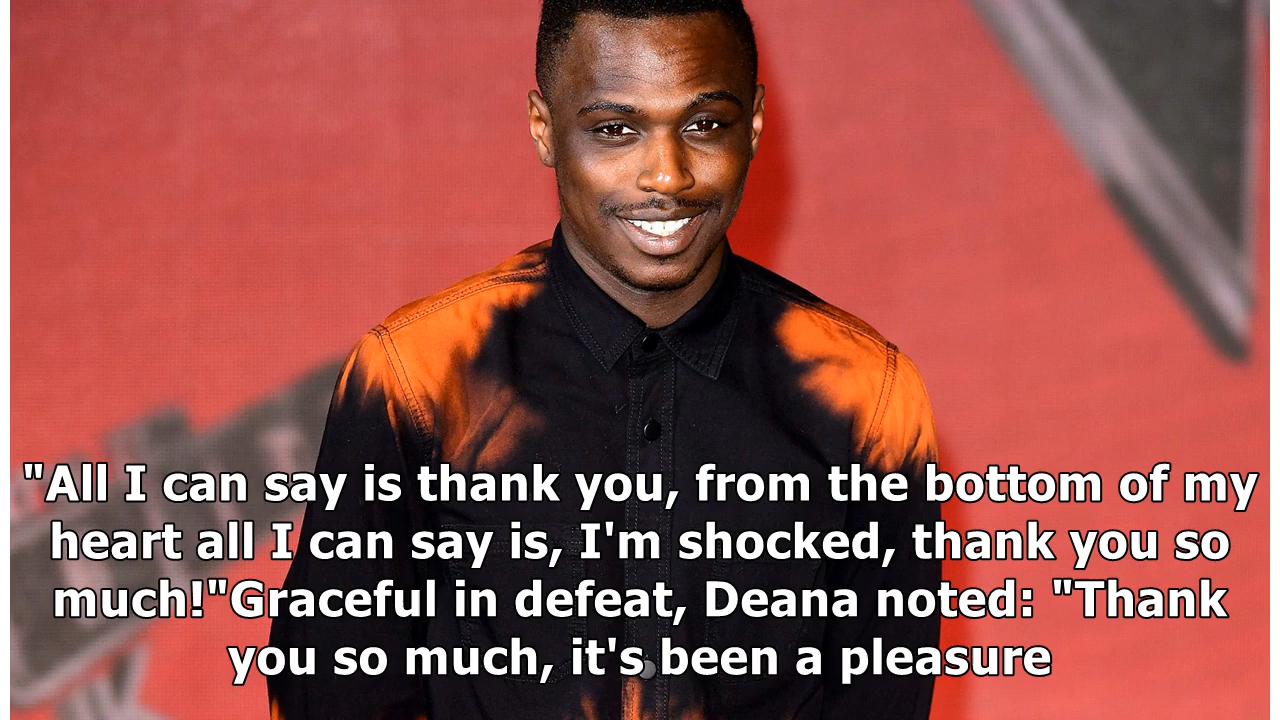 "All I can say is thank you, from the bottom of my
heart all I can say is, I'm shocked, thank you so
much!"Graceful in defeat, Deana noted: "Thank
you so much, it's been a pleasure